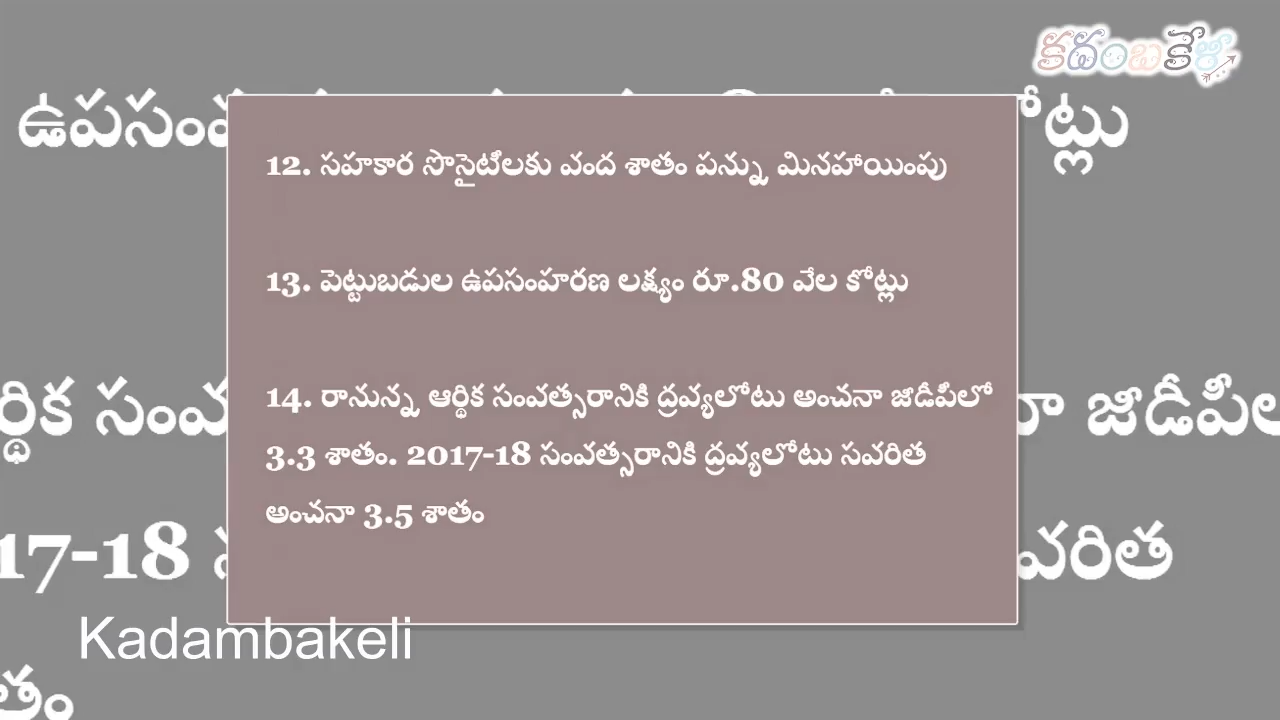 కదంబకేళి
12. సహకార సొసైటీలకు వంద శాతం పన్ను మినహాయింపు
13. పెట్టుబడుల ఉపసంహరణ లక్ష్యం రూ.80 వేల కోట్లు
14. రానున్న ఆర్థిక సంవత్సరానికి ద్రవ్యలోటు అంచనా జీడీపీలో
3.3 శాతం. 2017-18 సంవత్సరానికి ద్రవ్యలోటు సవరిత
అంచనా 3.5 శాతం
Kadambakeli